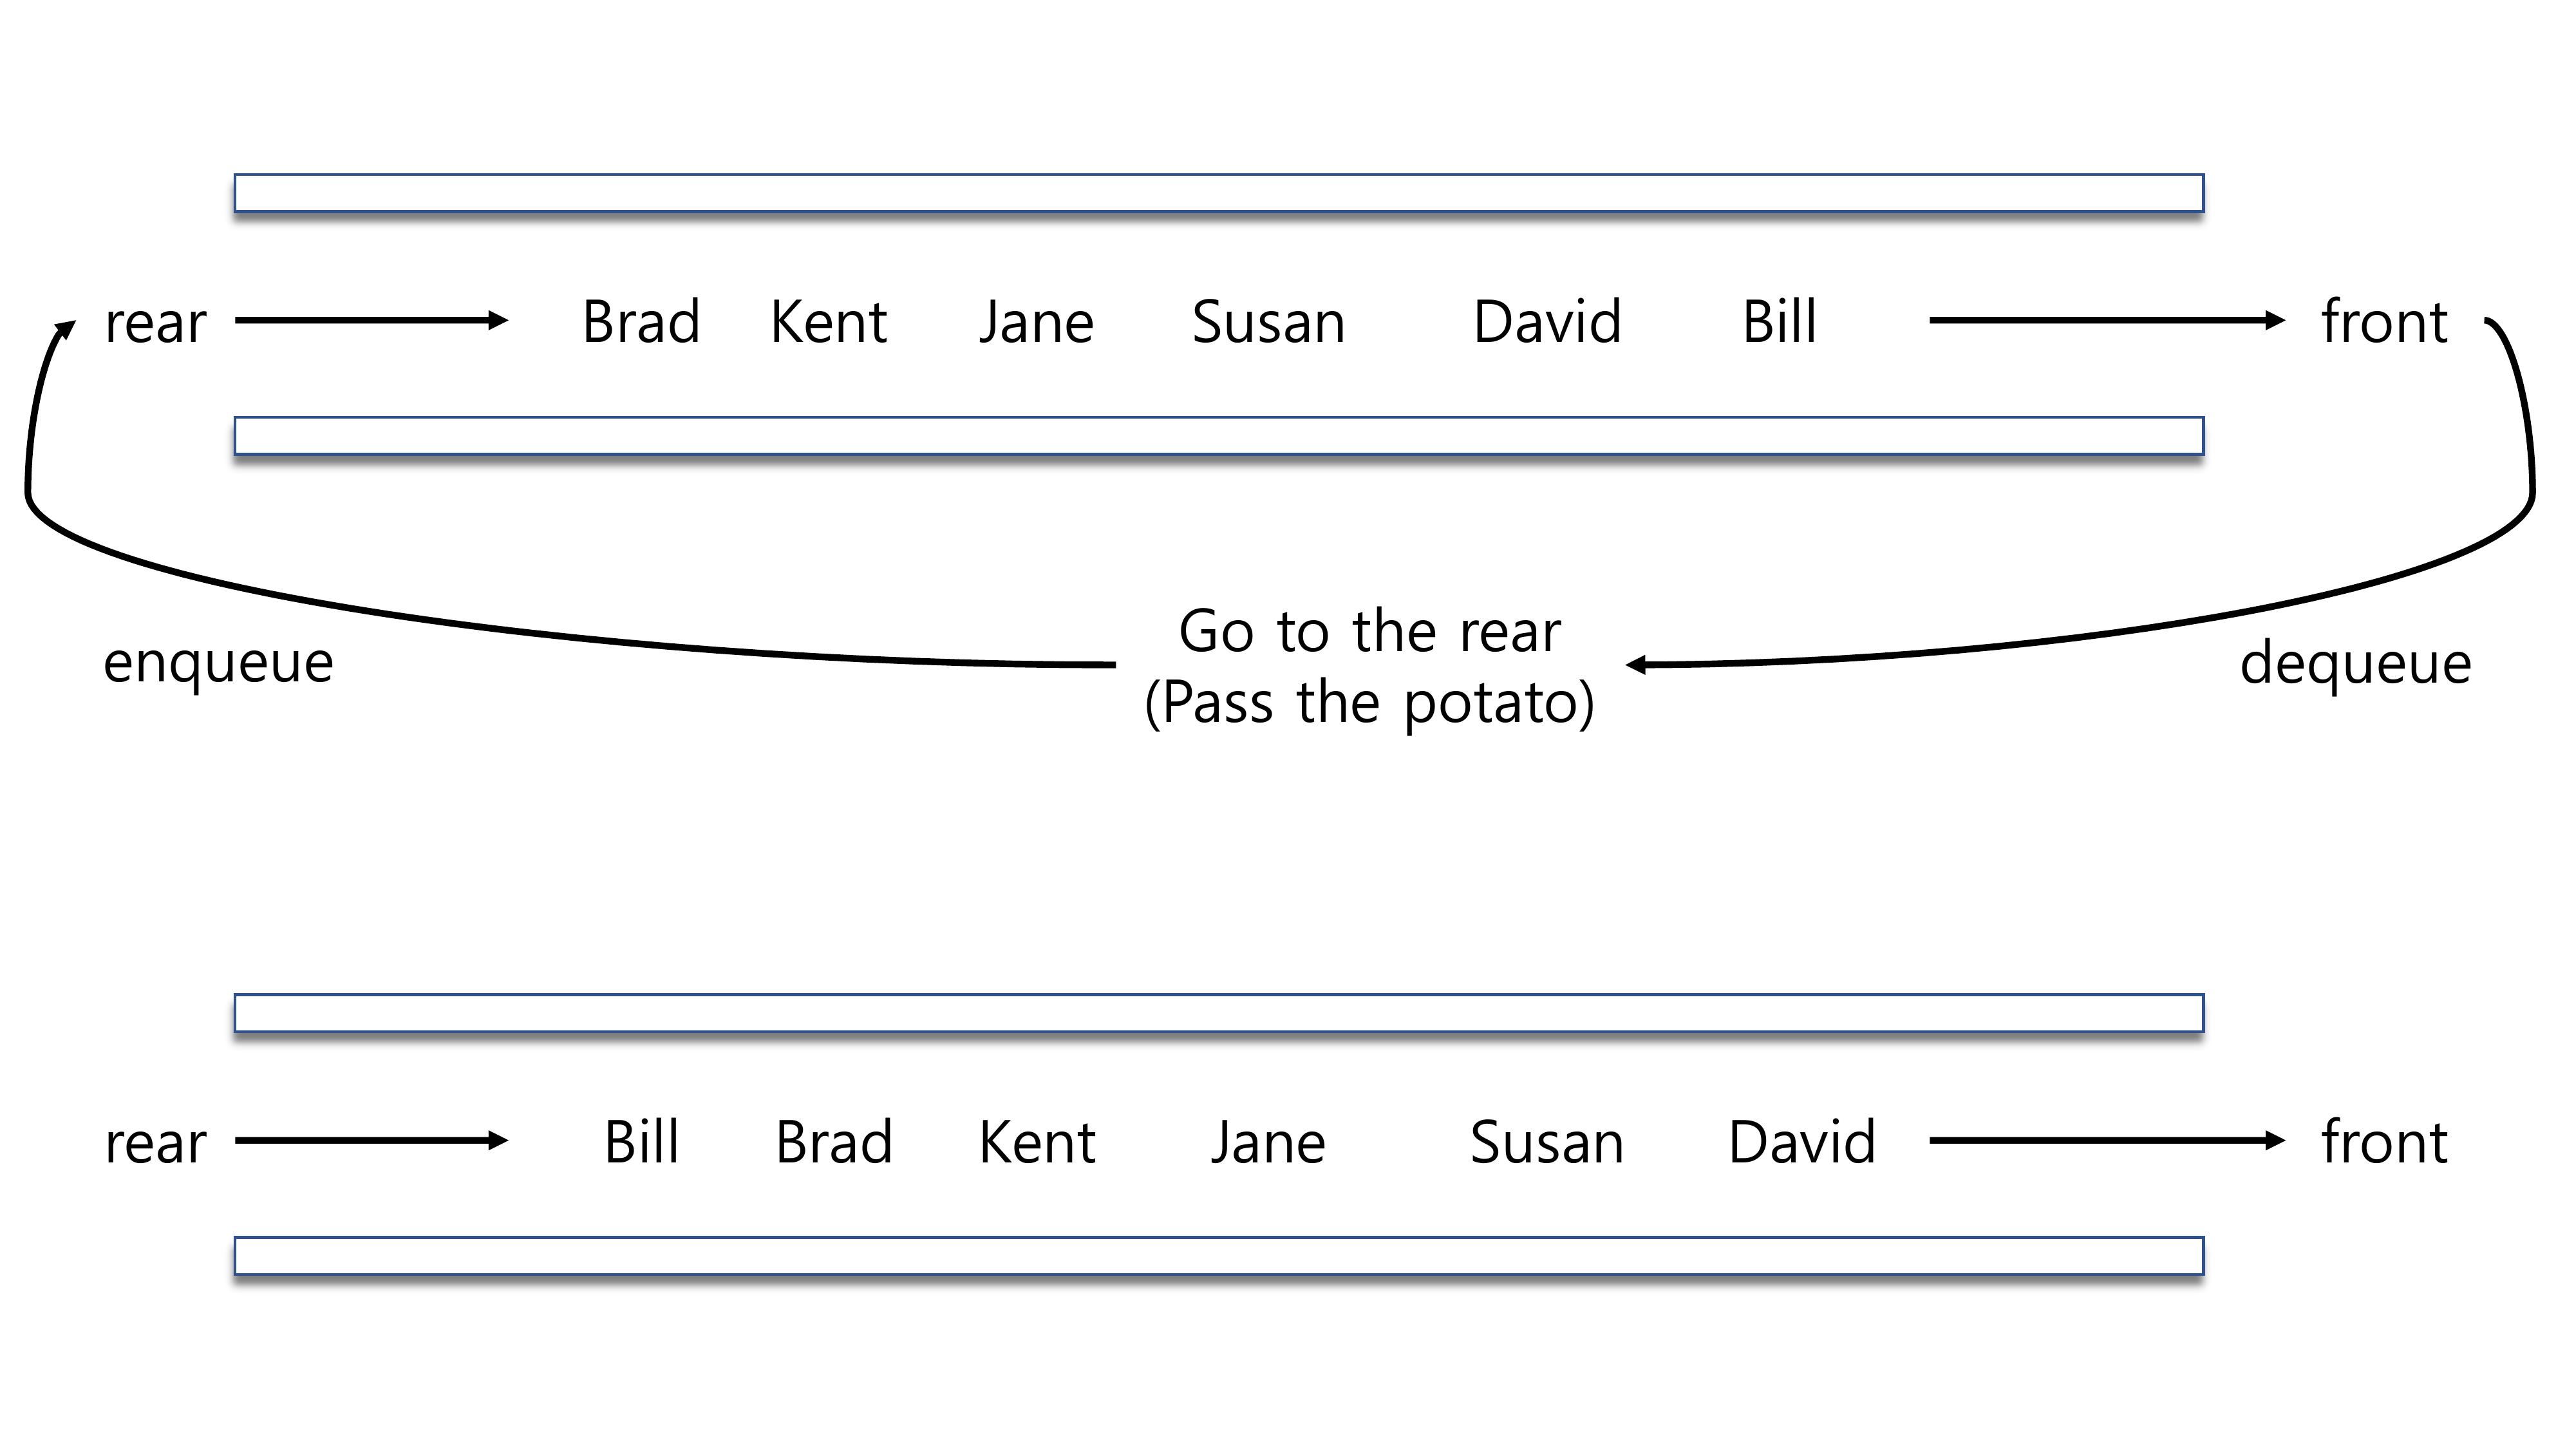 rear Brad Kent Jane Susan David Bill front
Go to the rear
(Pass the potato)
enqueue dequeue
rear Bill Brad Kent Jane Susan David front